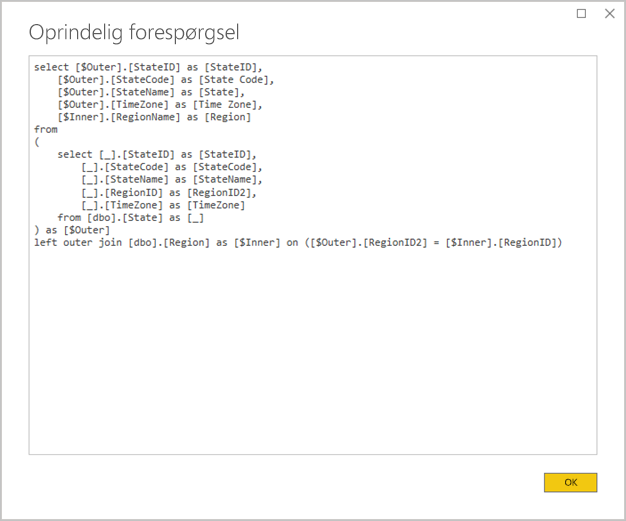 Oprindelig forespørgsel
select [$Outer].[StateID] as [StateID],
    [$Outer].[StateCode] as [State Code],
    [$Outer].[StateName] as [State],
    [$Outer].[TimeZone] as [Time Zone],
    [$Inner].[RegionName] as [Region]
from
(
    select [_].[StateID] as [StateID],
        [_].[StateCode] as [StateCode],
        [_].[StateName] as [StateName],
        [_].[RegionID] as [RegionID2],
        [_].[TimeZone] as [TimeZone]
    from [dbo].[State] as [_]
) as [$Outer]
left outer join [dbo].[Region] as [$Inner] on ([$Outer].[RegionID2] = [$Inner].[RegionID])
OK